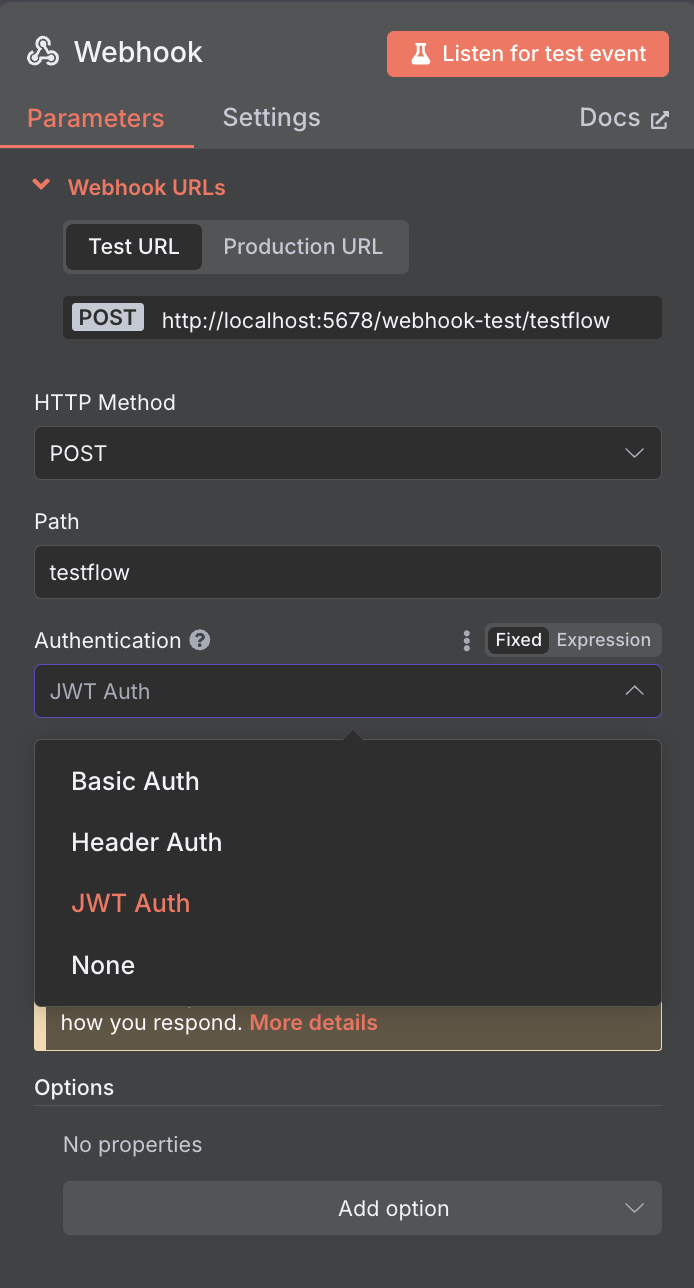 Webhook
Listen for test event
Parameters
Settings
Docs
Webhook URLs
Test URL
Production URL
POST
http://localhost:5678/webhook-test/testflow
HTTP Method
POST
Path
testflow
Authentication ?
Fixed
Expression
JWT Auth
Basic Auth
Header Auth
JWT Auth
None
how you respond. More details
Options
No properties
Add option